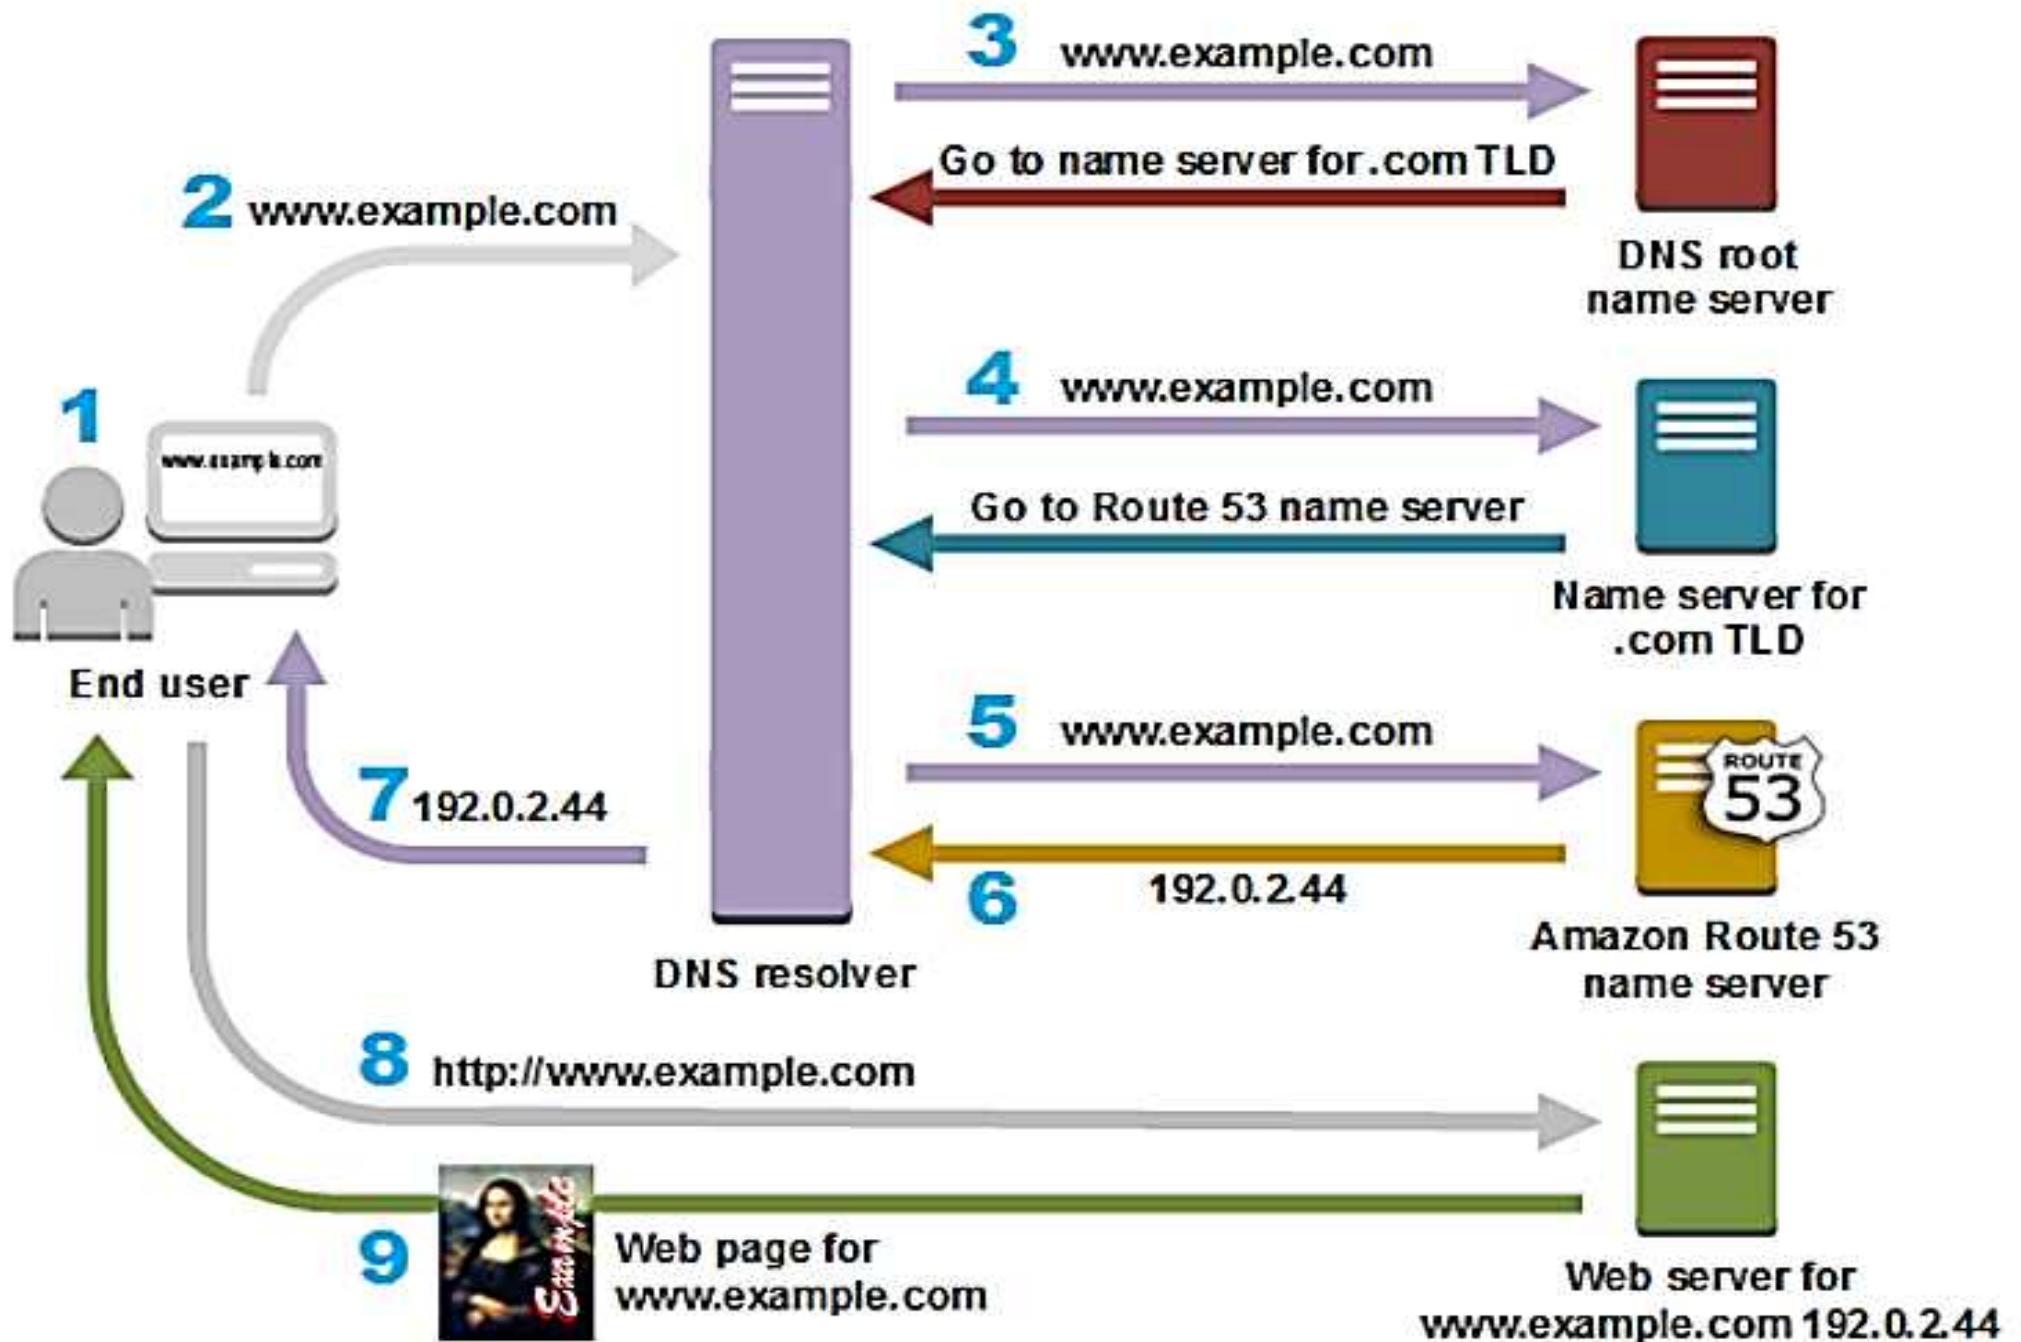 3 www.example.com
Go to name server for .com TLD
DNS root
name server
2 www.example.com
4 www.example.com
Go to Route 53 name server
Name server for
.com TLD
1
www.example.com
End user
5 www.example.com
ROUTE
53
6 192.0.2.44
Amazon Route 53
name server
7 192.0.2.44
DNS resolver
8 http://www.example.com
9
Example
Web page for
www.example.com
Web server for
www.example.com 192.0.2.44